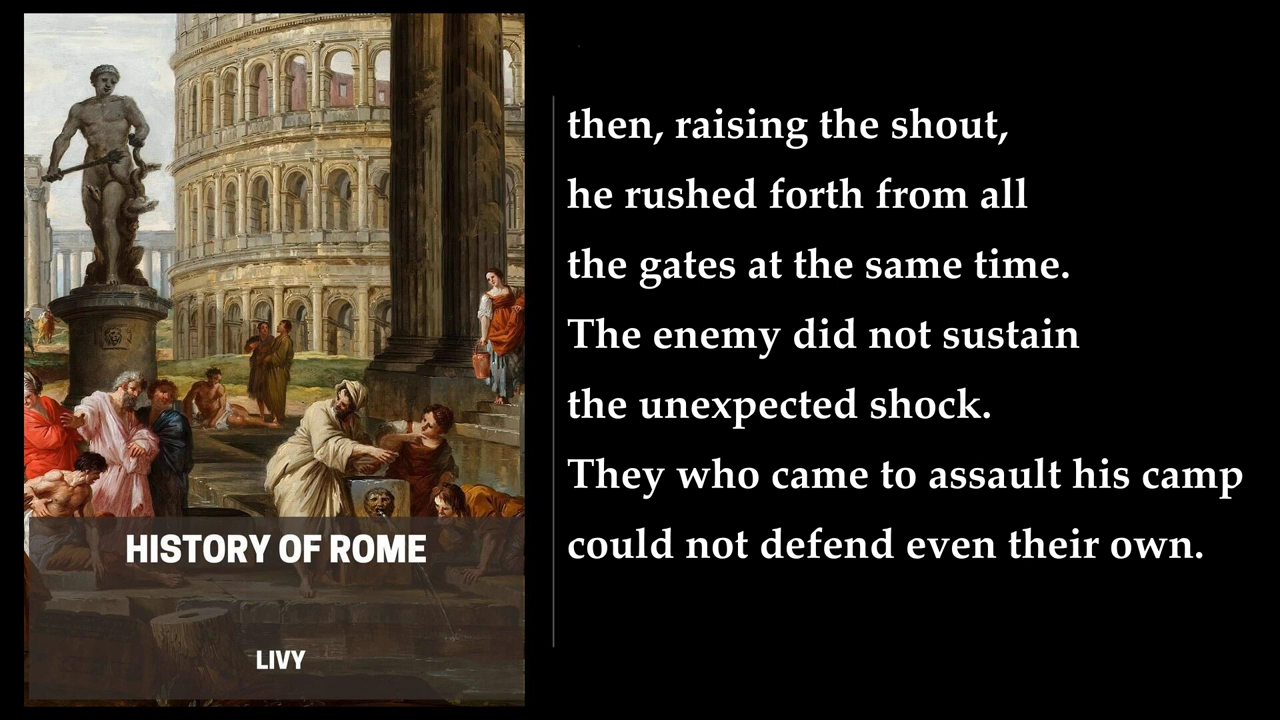 HISTORY OF ROME
LIVY
then, raising the shout,
he rushed forth from all
the gates at the same time.
The enemy did not sustain
the unexpected shock.
They who came to assault his camp
could not defend even their own.